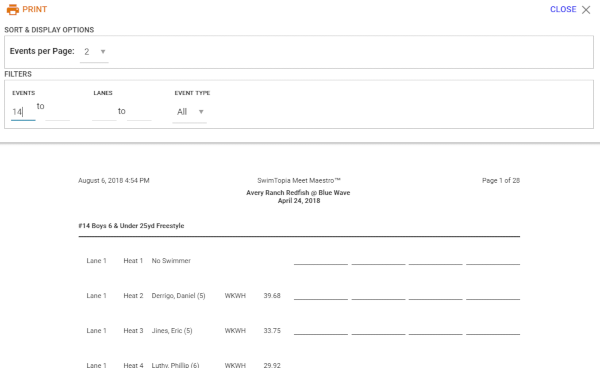 PRINT CLOSE
SORT & DISPLAY OPTIONS
Events per Page: 2
FILTERS
EVENTS LANES EVENT TYPE
14 to to All
August 6, 2018 4:54 PM SwimTopia Meet Maestro™ Page 1 of 28
Avery Ranch Redfish @ Blue Wave
April 24, 2018
#14 Boys 6 & Under 25yd Freestyle
Lane 1 Heat 1 No Swimmer
Lane 1 Heat 2 Derrigo, Daniel (5) WKWH 39.68
Lane 1 Heat 3 Jines, Eric (5) WKWH 33.75
Lane 1 Heat 4 Luthy, Phillip (6) WKWH 29.92